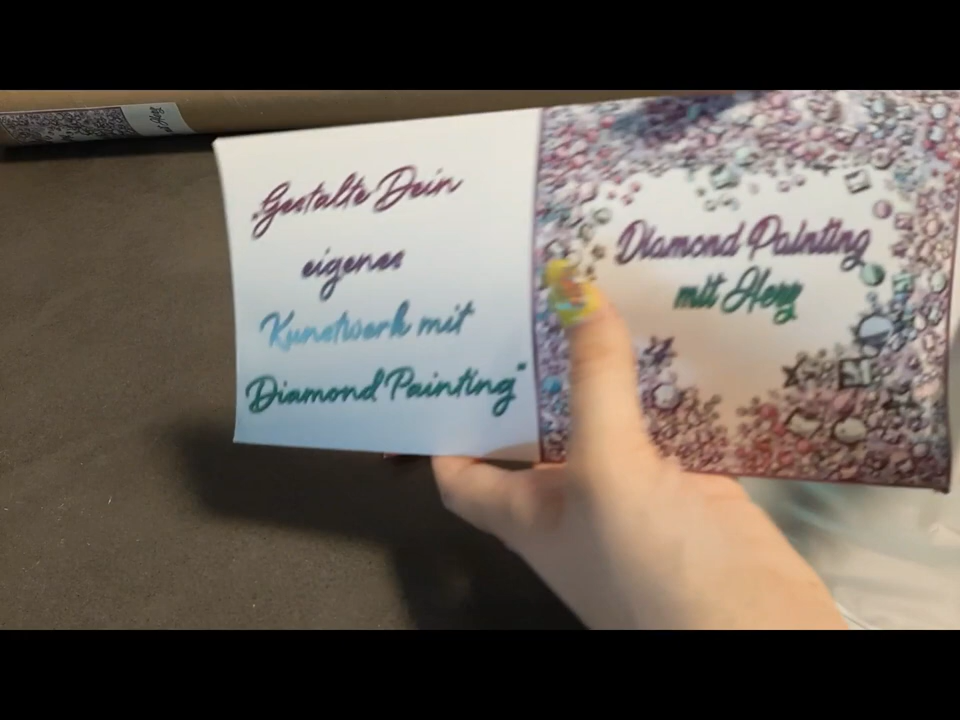 „Gestalte Dein
eigenes
Kunstwerk mit
Diamond Painting"
Diamond Painting
mit Herz